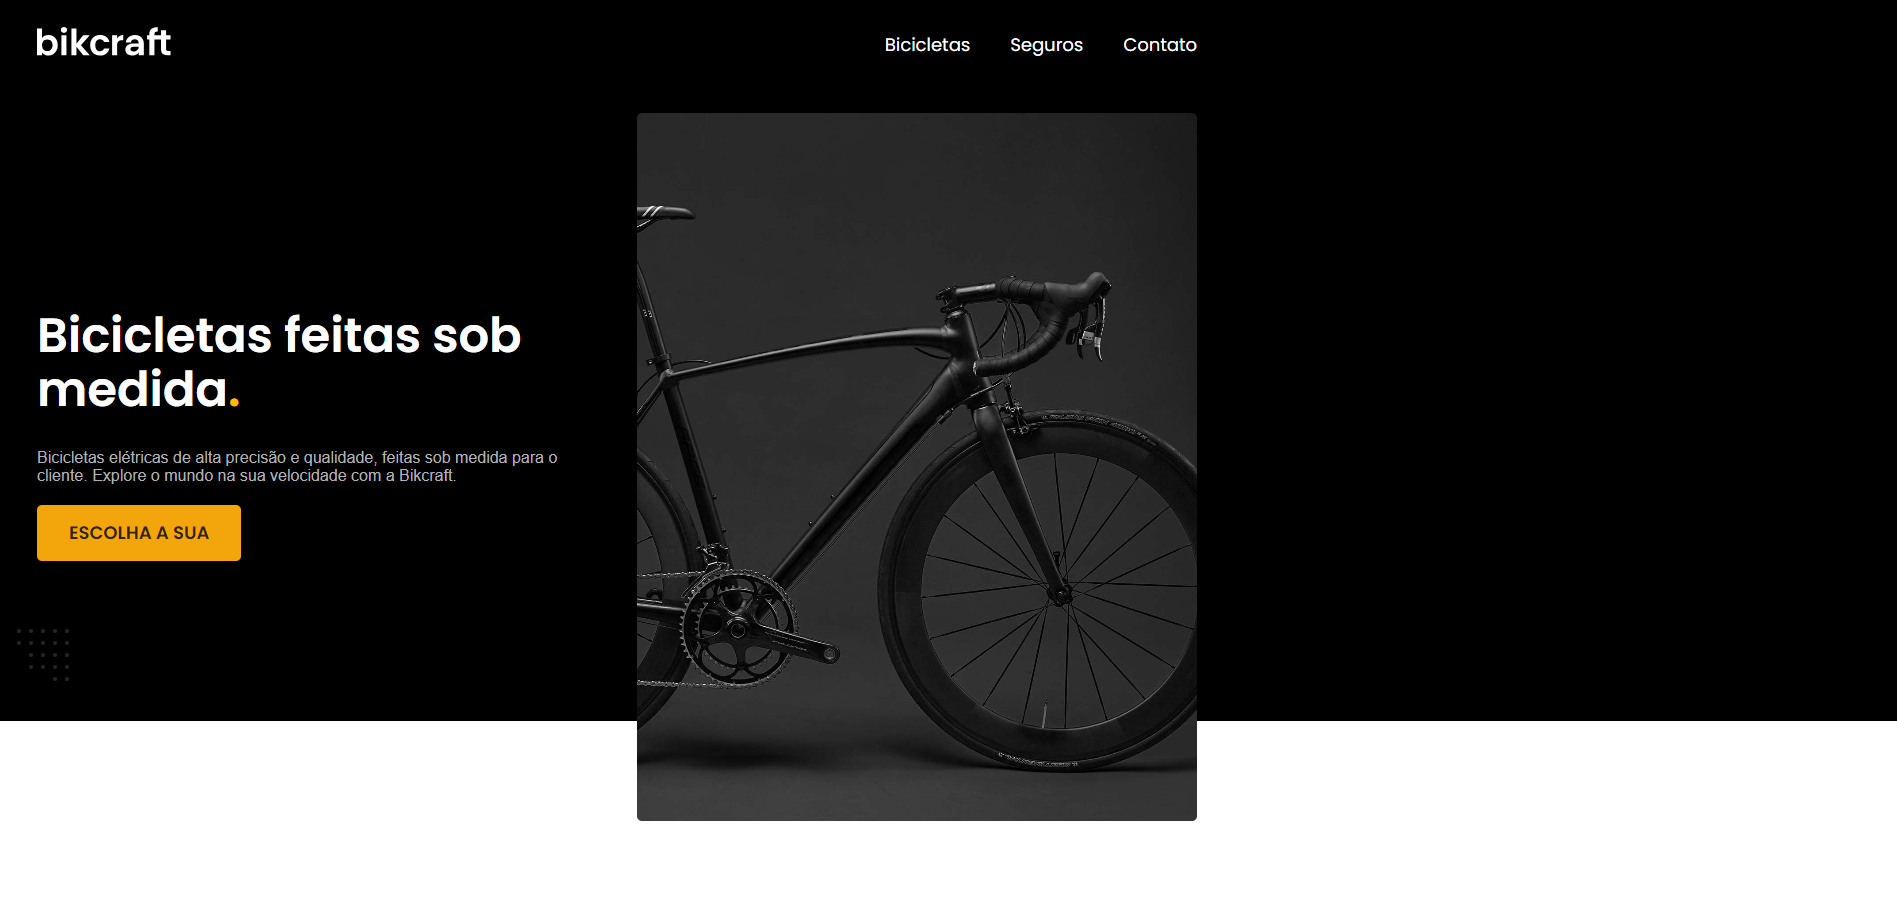 bikcraft
Bicicletas Seguros Contato
Bicicletas feitas sob
medida.
Bicicletas elétricas de alta precisão e qualidade, feitas sob medida para o
cliente. Explore o mundo na sua velocidade com a Bikcraft.
ESCOLHA A SUA